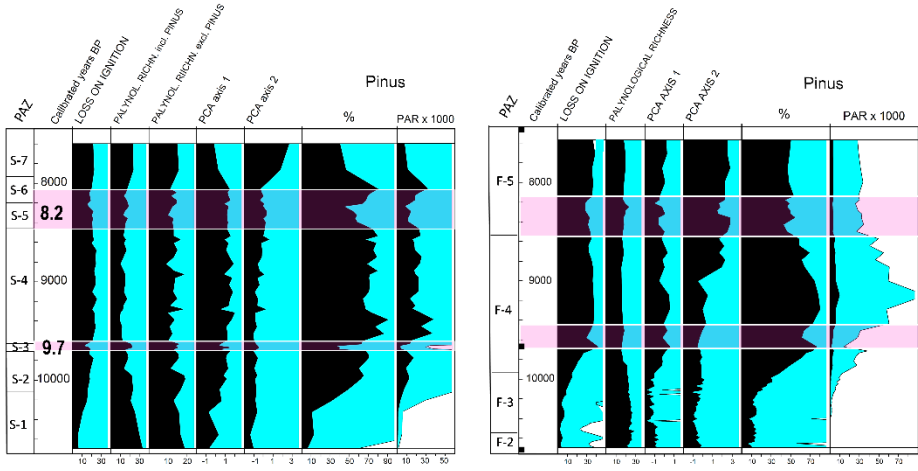 PAZ
Calibrated years BP
LOSS ON IGNITION
PALYNOL. RICHN. incl. PINUS
PALYNOL. RIICHN. excl. PINUS
PCA axis 1
PCA axis 2
Pinus
%
PAR x 1000
S-7
8000
S-6
S-5
8.2
S-4
9000
S-3
9.7
S-2
10000
S-1
10 30
10 30
10 20
-1 1
-1 1 3
10 30 50 70 90
10 50
PAZ
Calibrated years BP
LOSS ON IGNITION
PALYNOLOGICAL RICHNESS
PCA AXIS 1
PCA AXIS 2
Pinus
%
PAR x 1000
F-5
8000
F-4
9000
10000
F-3
F-2
10 30
10 30
-1 1
-1 1 3
10 30 50 70
10 30 50 70